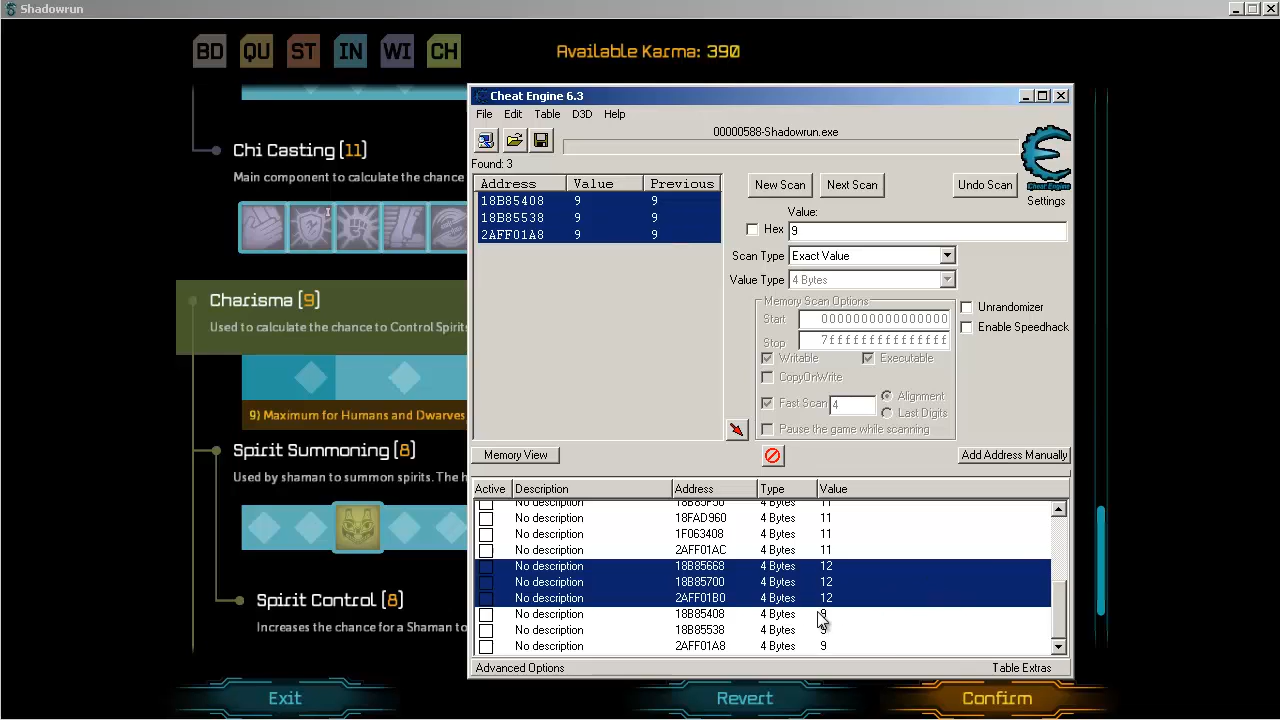 Shadowrun
BD QU ST IN WI CH
Available Karma: 390
Chi Casting [11]
Main component to calculate the chance
Charisma [9]
Used to calculate the chance to Control Spirits
9) Maximum for Humans and Dwarves
Spirit Summoning [8]
Used by shaman to summon spirits. The h
Spirit Control [8]
Increases the chance for a Shaman to
Exit
Revert
Confirm
Cheat Engine 6.3
File Edit Table D3D Help
00000588-Shadowrun.exe
Found: 3
Address Value Previous
18B85408 9 9
18B85538 9 9
2AFF01A8 9 9
New Scan
Next Scan
Undo Scan
Cheat Engine
Settings
Value:
Hex
9
Scan Type
Exact Value
Value Type
4 Bytes
Memory Scan Options
Start
0000000000000000
Stop
7fffffffffffffff
Writable
Executable
CopyOnWrite
Fast Scan
4
Alignment
Last Digits
Pause the game while scanning
Unrandomizer
Enable Speedhack
Memory View
Add Address Manually
Active Description Address Type Value
No description 18B85F50 4 Bytes 11
No description 18FAD960 4 Bytes 11
No description 1F063408 4 Bytes 11
No description 2AFF01AC 4 Bytes 11
No description 18B85668 4 Bytes 12
No description 18B85700 4 Bytes 12
No description 2AFF01B0 4 Bytes 12
No description 18B85408 4 Bytes 9
No description 18B85538 4 Bytes 9
No description 2AFF01A8 4 Bytes 9
Advanced Options
Table Extras